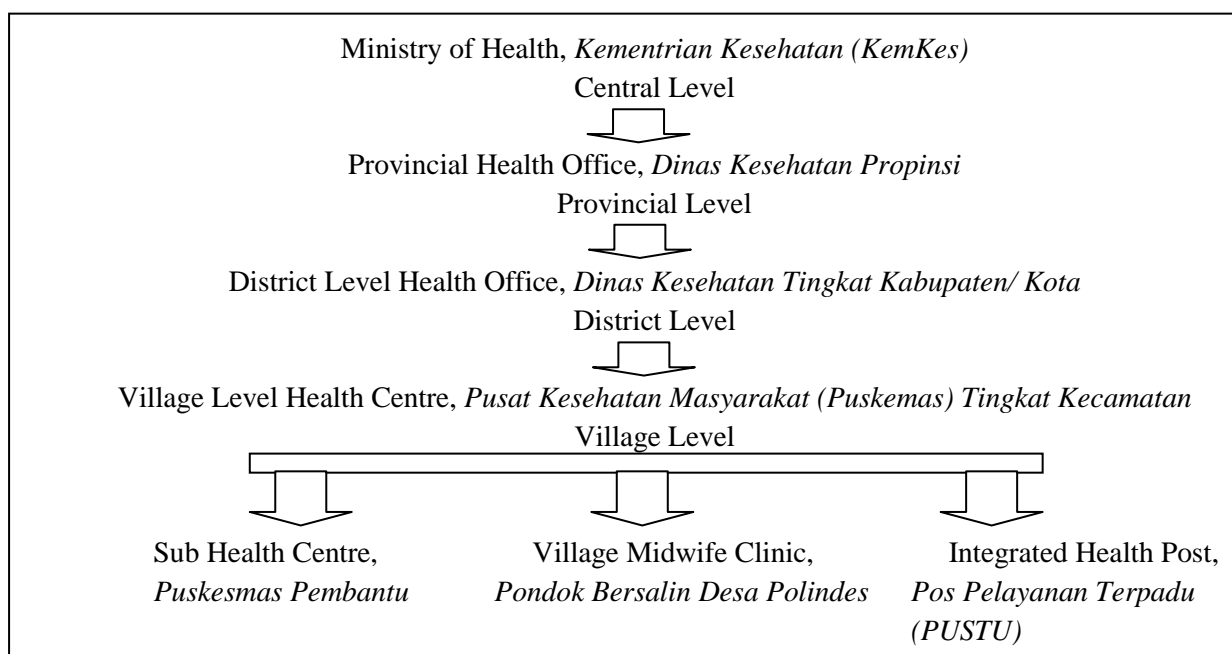 Ministry of Health, Kementrian Kesehatan (KemKes)
Central Level
Provincial Health Office, Dinas Kesehatan Propinsi
Provincial Level
District Level Health Office, Dinas Kesehatan Tingkat Kabupaten/ Kota
District Level
Village Level Health Centre, Pusat Kesehatan Masyarakat (Puskemas) Tingkat Kecamatan
Village Level
Sub Health Centre,
Puskesmas Pembantu
Village Midwife Clinic,
Pondok Bersalin Desa Polindes
Integrated Health Post,
Pos Pelayanan Terpadu
(PUSTU)